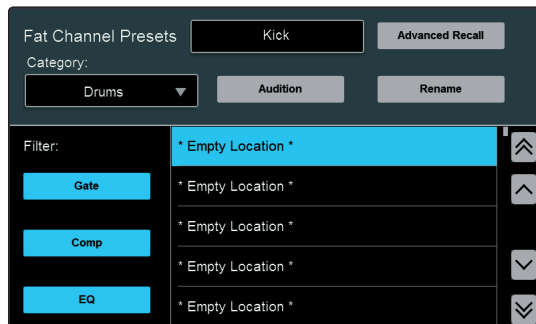 Fat Channel Presets
Kick
Advanced Recall
Category:
Drums
Audition
Rename
Filter:
* Empty Location *
Gate
* Empty Location *
* Empty Location *
Comp
* Empty Location *
EQ
* Empty Location *